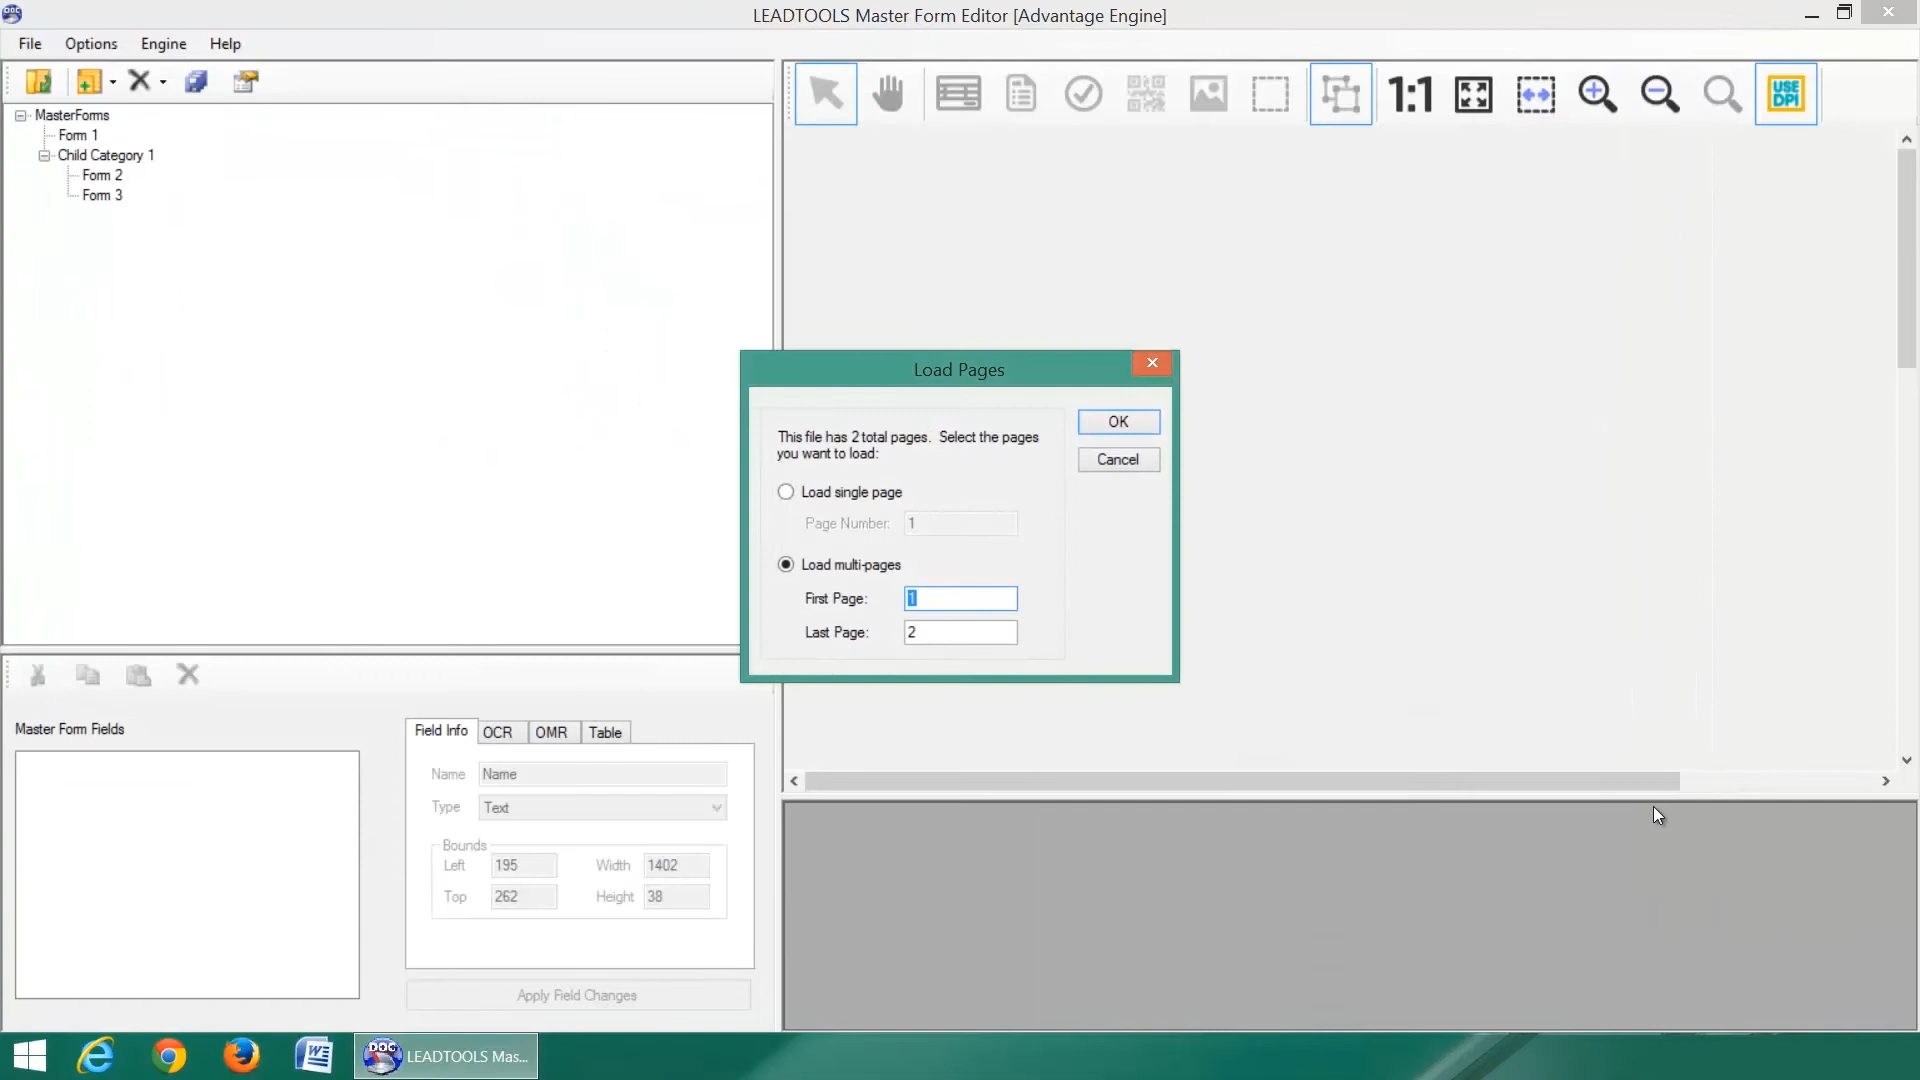 LEADTOOLS Master Form Editor [Advantage Engine]
File Options Engine Help
1:1
USE
DPI
MasterForms
Form 1
Child Category 1
Form 2
Form 3
Load Pages
This file has 2 total pages. Select the pages
you want to load:
OK
Cancel
Load single page
Page Number: 1
Load multi-pages
First Page: 1
Last Page: 2
Master Form Fields
Field Info OCR OMR Table
Name Name
Type Text
Bounds
Left 195 Width 1402
Top 262 Height 38
Apply Field Changes
DOC LEADTOOLS Mas...